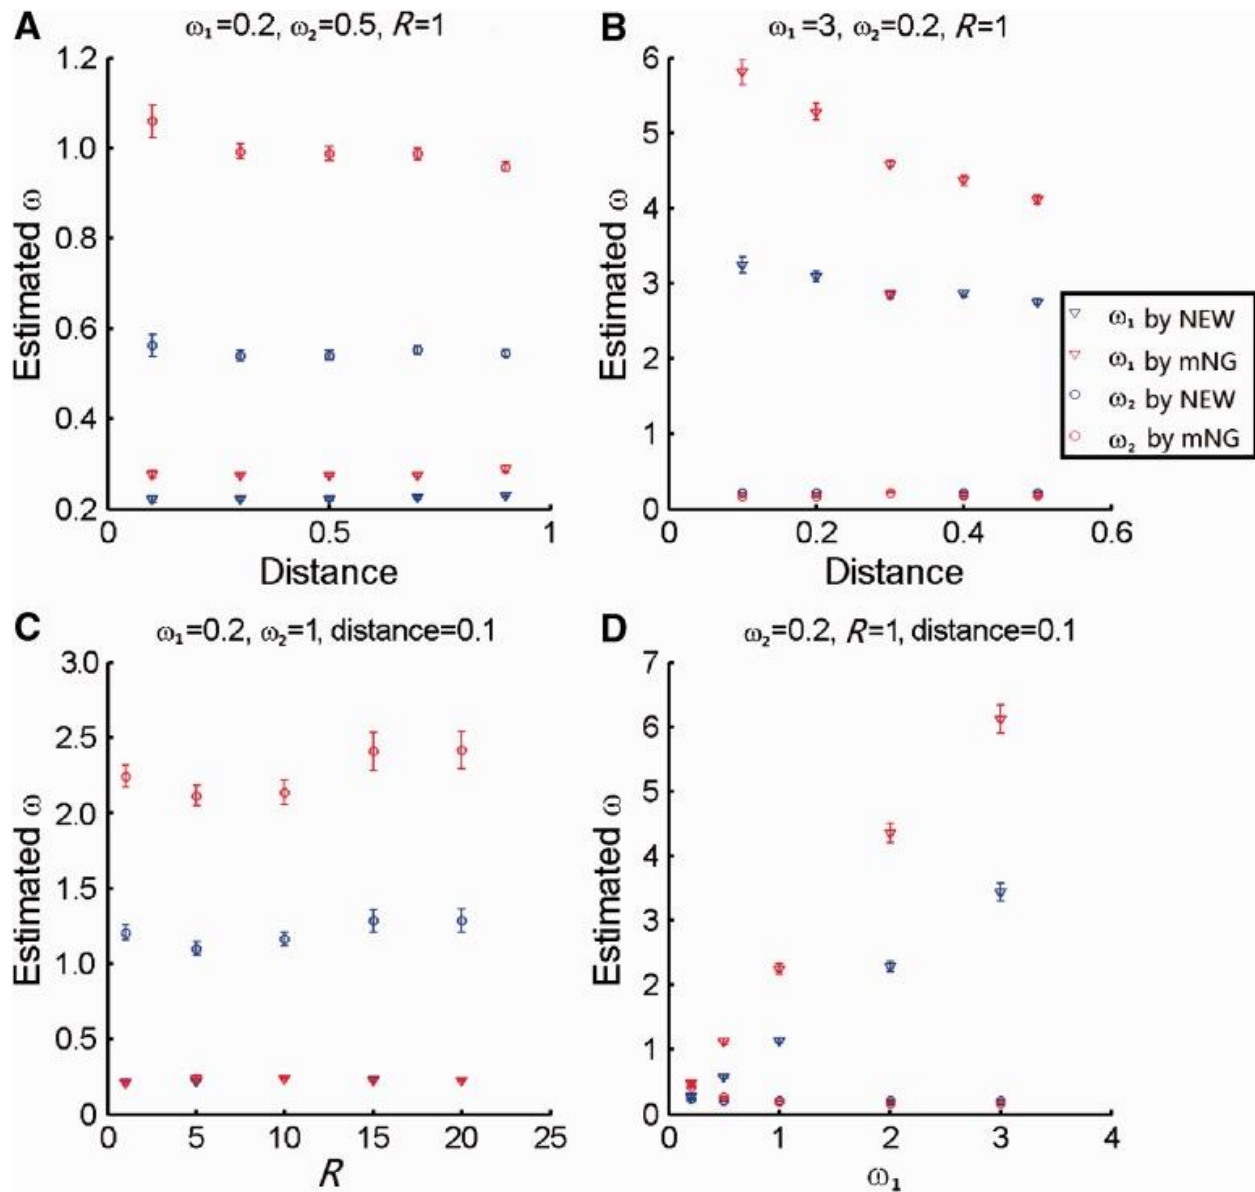 A
ω₁=0.2, ω₂=0.5, R=1
1.2
1.0
0.8
0.6
0.4
0.2
Estimated ω
0
0.5
1
Distance
B
ω₁=3, ω₂=0.2, R=1
6
5
4
3
2
1
0
Estimated ω
0
0.2
0.4
0.6
Distance
ω₁ by NEW
ω₁ by mNG
ω₂ by NEW
ω₂ by mNG
C
ω₁=0.2, ω₂=1, distance=0.1
3.0
2.5
2.0
1.5
1.0
0.5
0
Estimated ω
0
5
10
15
20
25
R
D
ω₂=0.2, R=1, distance=0.1
7
6
5
4
3
2
1
0
Estimated ω
0
1
2
3
4
ω₁